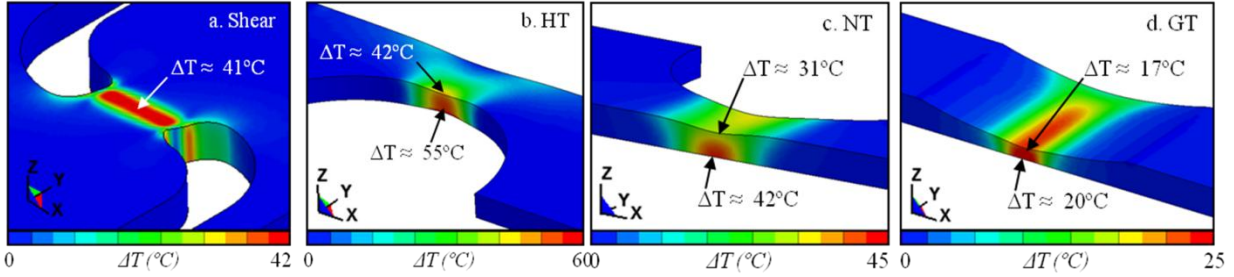 a. Shear
ΔT ≈ 41°C
Z
Y
X
0 ΔT (°C) 42
b. HT
ΔT ≈ 42°C
ΔT ≈ 55°C
Z
Y
X
0 ΔT (°C) 60
c. NT
ΔT ≈ 31°C
ΔT ≈ 42°C
Z
Y
X
0 ΔT (°C) 45
d. GT
ΔT ≈ 17°C
ΔT ≈ 20°C
Z
Y
X
0 ΔT (°C) 25